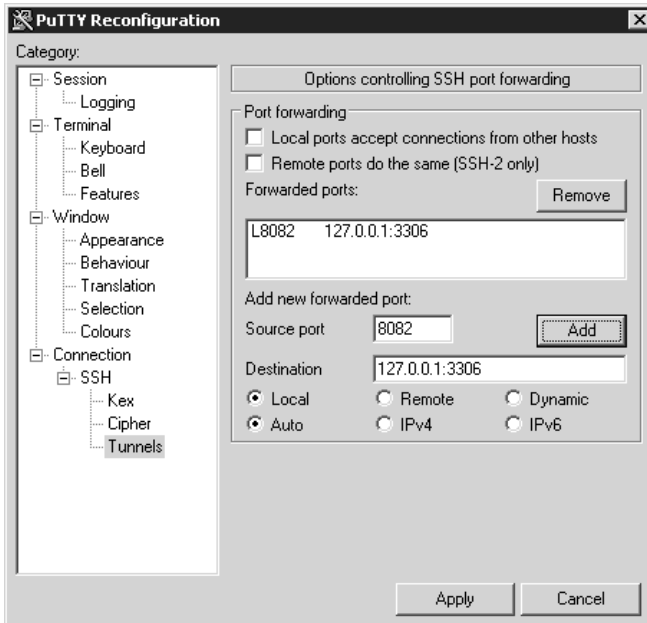 PuTTY Reconfiguration
Category:
Session
Logging
Terminal
Keyboard
Bell
Features
Window
Appearance
Behaviour
Translation
Selection
Colours
Connection
SSH
Kex
Cipher
Tunnels
Options controlling SSH port forwarding
Port forwarding
Local ports accept connections from other hosts
Remote ports do the same (SSH-2 only)
Forwarded ports:
Remove
L8082 127.0.0.1:3306
Add new forwarded port:
Source port 8082 Add
Destination 127.0.0.1:3306
Local Remote Dynamic
Auto IPv4 IPv6
Apply Cancel